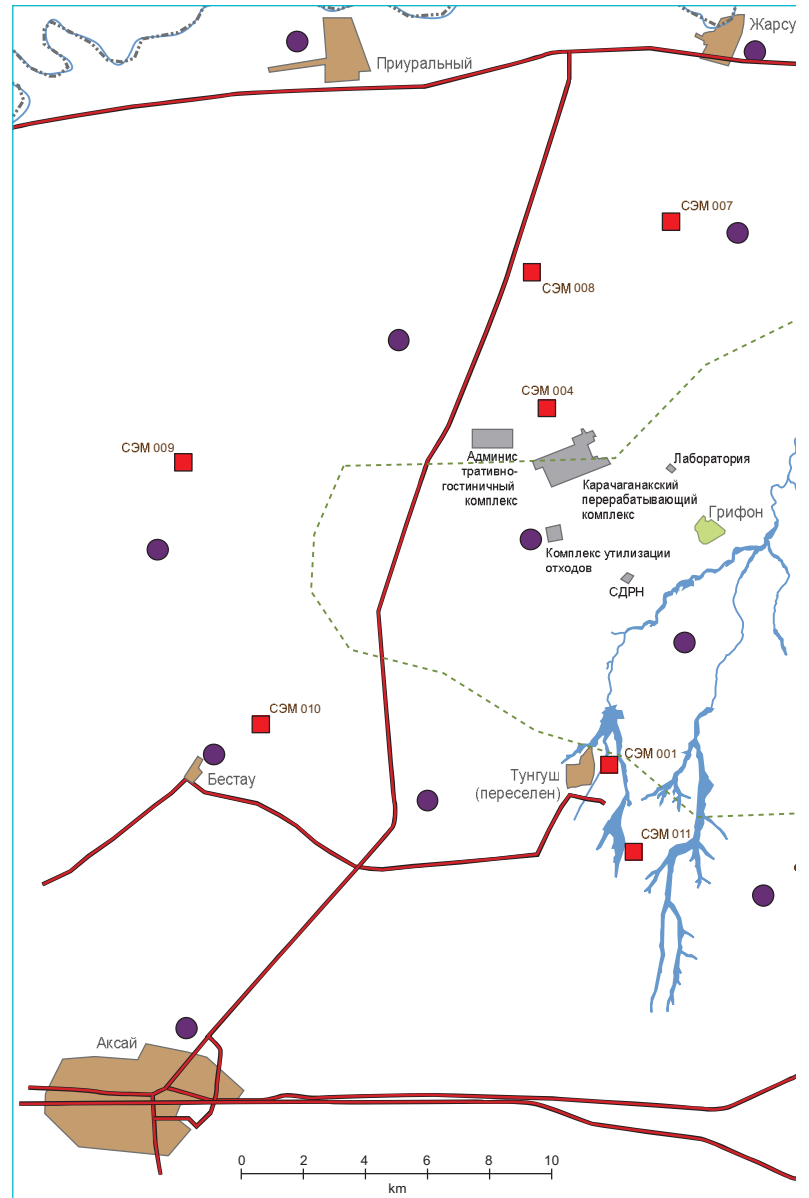 Жарсу
Приуральный
СЭМ 007
СЭМ 008
СЭМ 004
СЭМ 009
Админис
тративно-
гостиничный
комплекс
Лаборатория
Карачаганакский
перерабатывающий
комплекс
Грифон
Комплекс утилизации
отходов
СДРН
СЭМ 010
СЭМ 001
Бестау
Тунгуш
(переселен)
СЭМ 011
Аксай
0 2 4 6 8 10
km